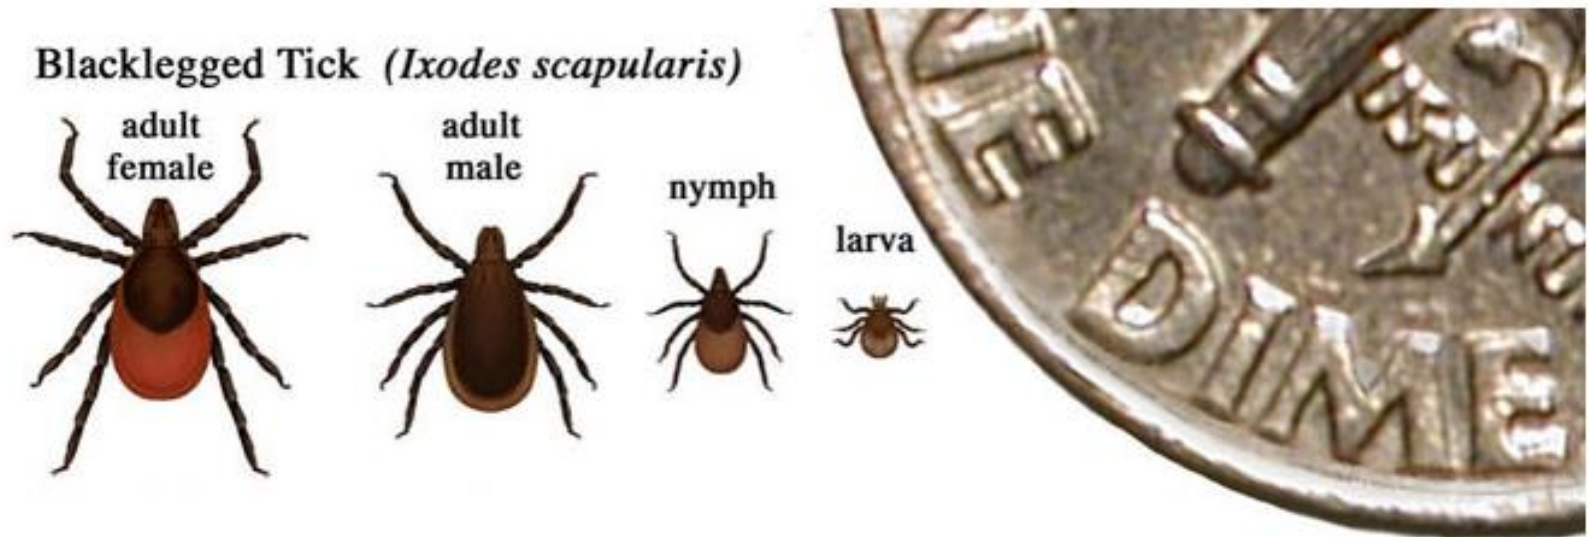 Blacklegged Tick (Ixodes scapularis)
adult
female
adult
male
nymph
larva
DIME